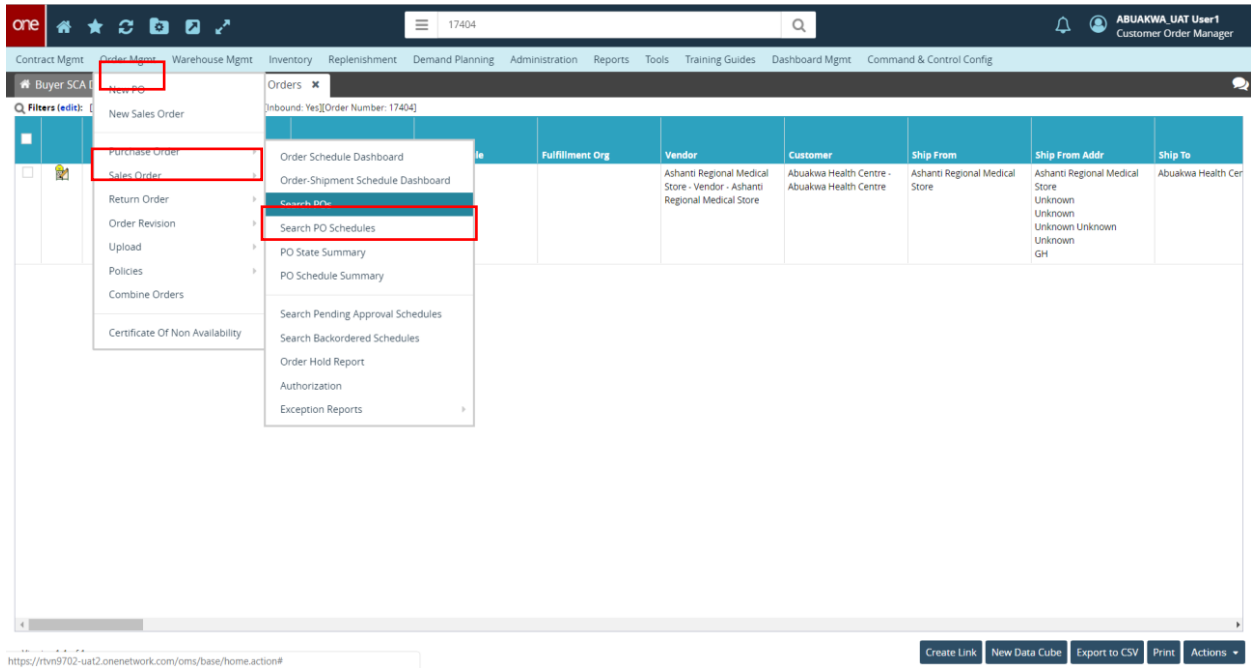 one
17404
ABUAKWA_UAT User1
Customer Order Manager
Contract Mgmt Order Mgmt Warehouse Mgmt Inventory Replenishment Demand Planning Administration Reports Tools Training Guides Dashboard Mgmt Command & Control Config
Buyer SCA
Orders
Filters (edit):
[Inbound: Yes][Order Number: 17404]
New PO
New Sales Order
Purchase Order
Sales Order
Return Order
Order Revision
Upload
Policies
Combine Orders
Certificate Of Non Availability
Order Schedule Dashboard
Order-Shipment Schedule Dashboard
Search POs
Search PO Schedules
PO State Summary
PO Schedule Summary
Search Pending Approval Schedules
Search Backordered Schedules
Order Hold Report
Authorization
Exception Reports
Fulfillment Org Vendor Customer Ship From Ship From Addr Ship To
Ashanti Regional Medical
Store - Vendor - Ashanti
Regional Medical Store
Abuakwa Health Centre -
Abuakwa Health Centre
Ashanti Regional Medical
Store
Ashanti Regional Medical
Store
Unknown
Unknown
Unknown Unknown
Unknown
GH
Abuakwa Health Cer
https://rtvn9702-uat2.onenetwork.com/oms/base/home.action#
Create Link New Data Cube Export to CSV Print Actions